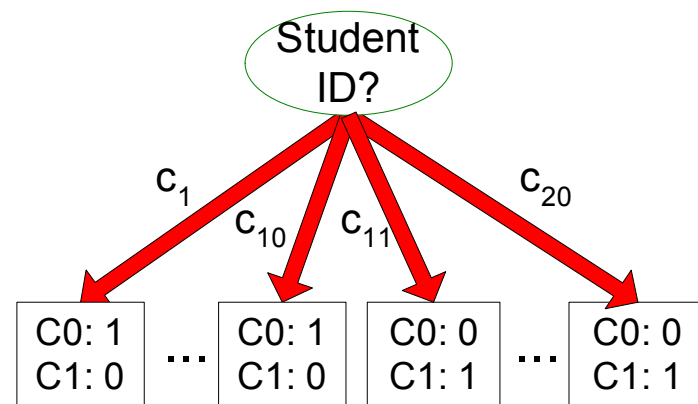 Student
ID?
c1
c10
c11
c20
C0: 1
C1: 0
...
C0: 1
C1: 0
C0: 0
C1: 1
...
C0: 0
C1: 1